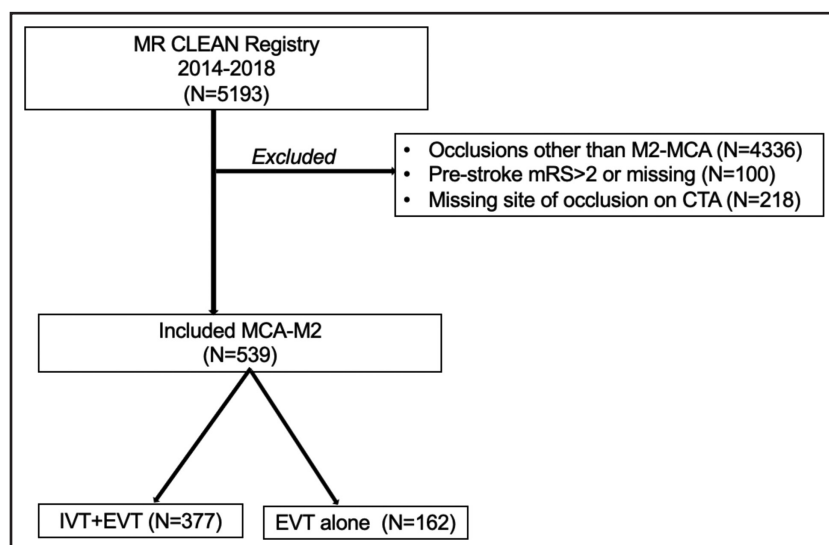 MR CLEAN Registry
2014-2018
(N=5193)
Excluded
• Occlusions other than M2-MCA (N=4336)
• Pre-stroke mRS>2 or missing (N=100)
• Missing site of occlusion on CTA (N=218)
Included MCA-M2
(N=539)
IVT+EVT (N=377)
EVT alone (N=162)